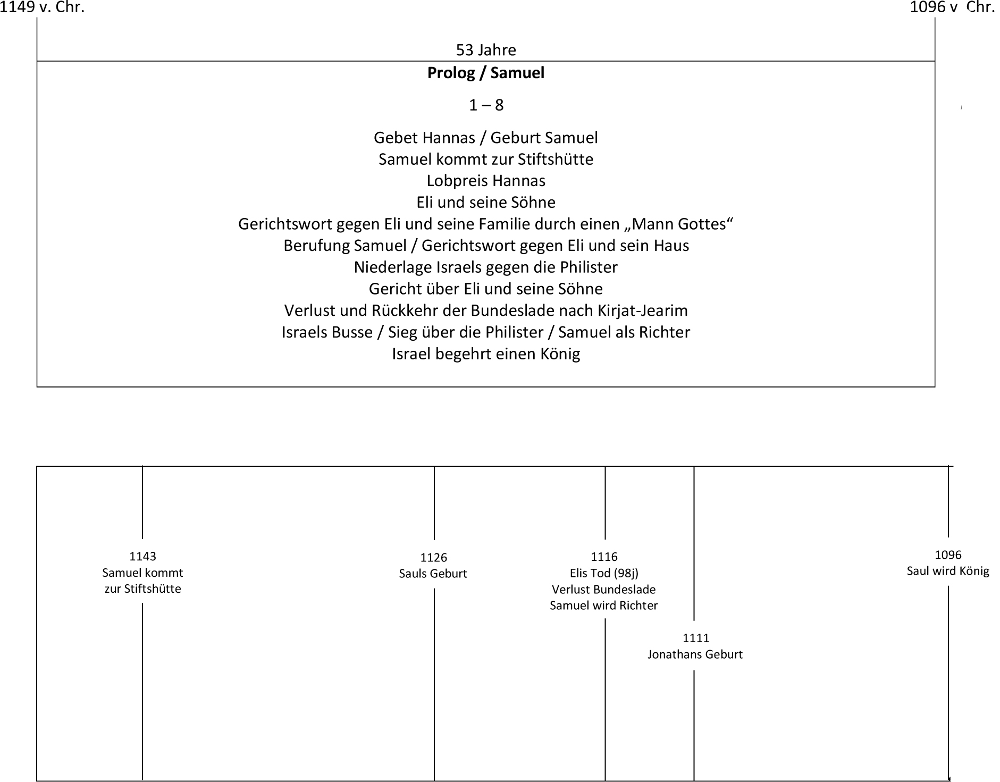 1149 v. Chr.
1096 v Chr.
53 Jahre
Prolog / Samuel
1 – 8
Gebet Hannas / Geburt Samuel
Samuel kommt zur Stiftshütte
Lobpreis Hannas
Eli und seine Söhne
Gerichtswort gegen Eli und seine Familie durch einen „Mann Gottes“
Berufung Samuel / Gerichtswort gegen Eli und sein Haus
Niederlage Israels gegen die Philister
Gericht über Eli und seine Söhne
Verlust und Rückkehr der Bundeslade nach Kirjat-Jearim
Israels Busse / Sieg über die Philister / Samuel als Richter
Israel begehrt einen König
1143
Samuel kommt
zur Stiftshütte
1126
Sauls Geburt
1116
Elis Tod (98j)
Verlust Bundeslade
Samuel wird Richter
1111
Jonathans Geburt
1096
Saul wird König